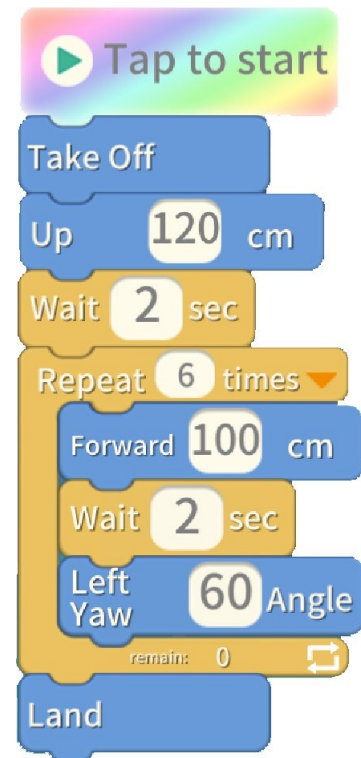 Tap to start
Take Off
Up 120 cm
Wait 2 sec
Repeat 6 times
Forward 100 cm
Wait 2 sec
Left
Yaw 60 Angle
remain: 0
Land